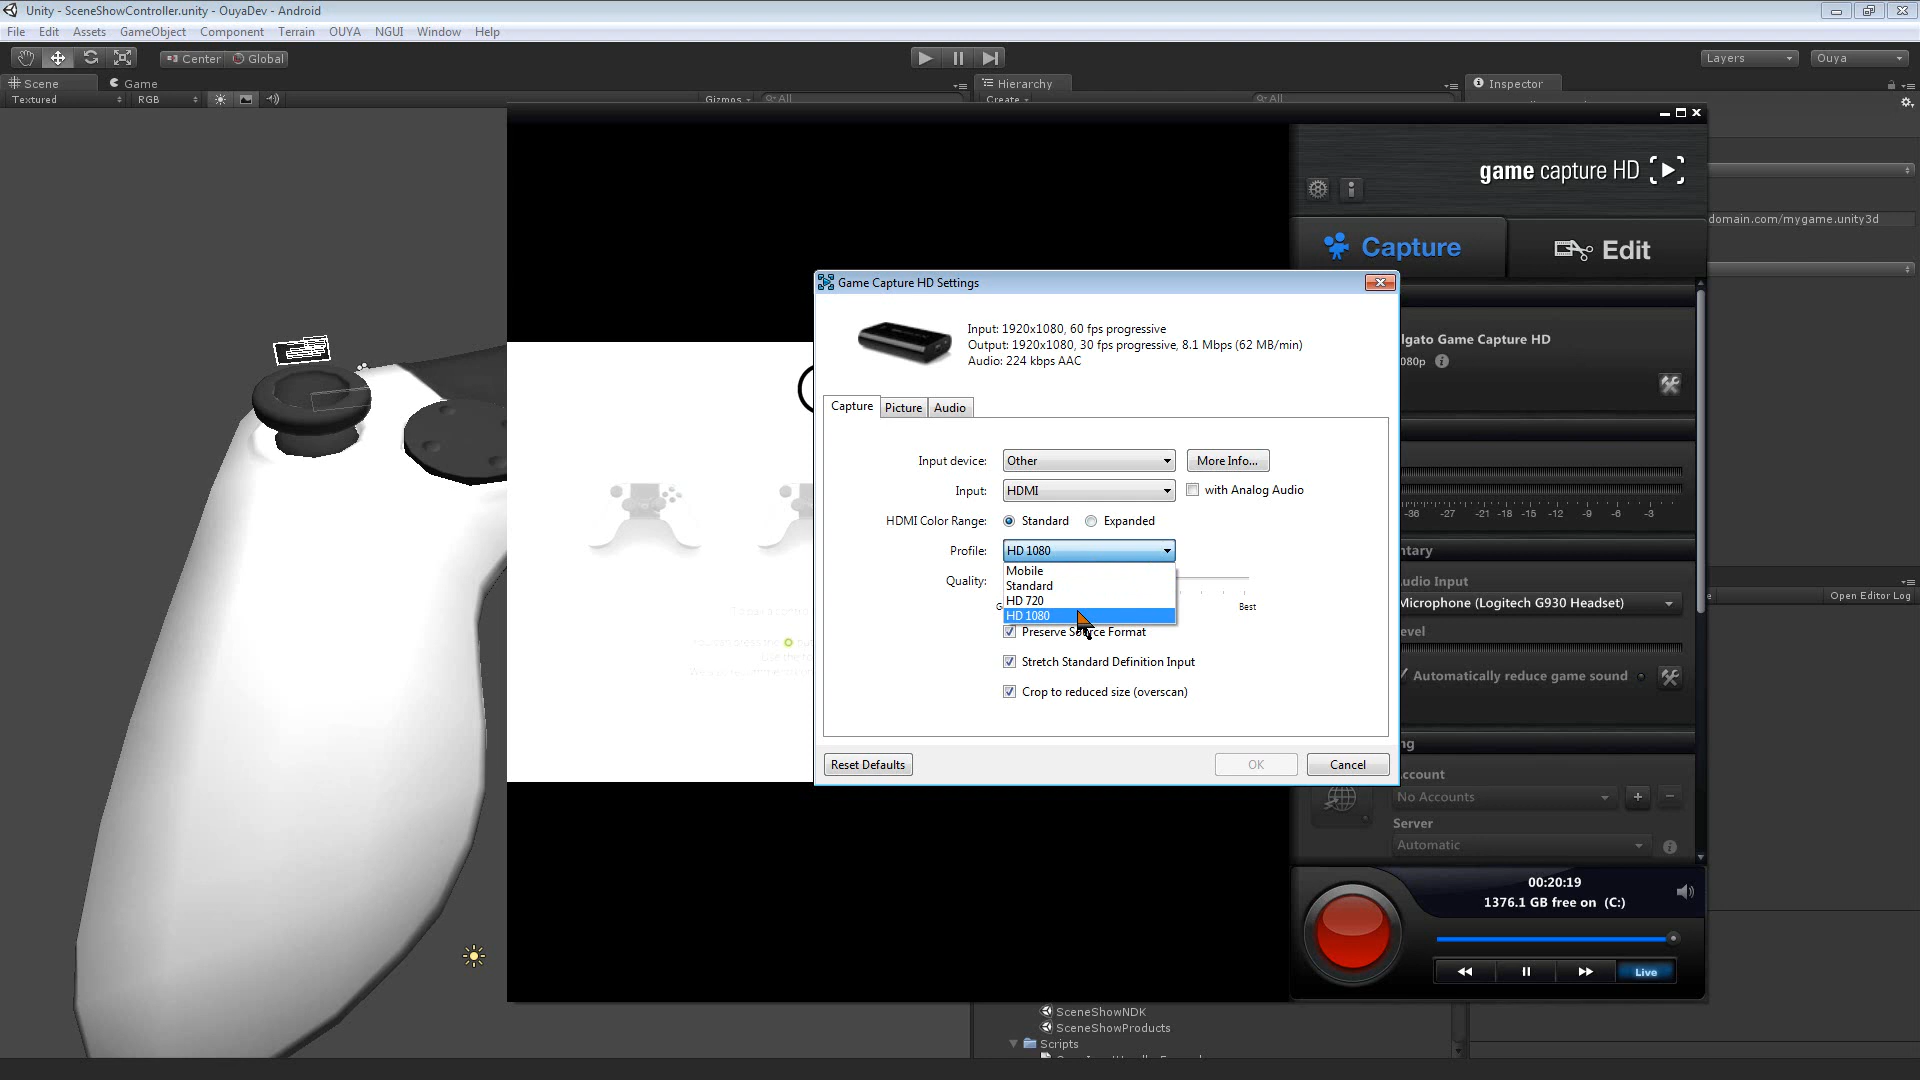 Unity - SceneShowController.unity - OuyaDev - Android
File Edit Assets GameObject Component Terrain OUYA NGUI Window Help
Center Global
Layers
Ouya
Scene
Game
Hierarchy
Inspector
Textured
RGB
Gizmos
All
Create
All
game capture HD
domain.com/mygame.unity3d
Capture
Edit
Game Capture HD Settings
Input: 1920x1080, 60 fps progressive
Output: 1920x1080, 30 fps progressive, 8.1 Mbps (62 MB/min)
Audio: 224 kbps AAC
lgato Game Capture HD
080p
Capture Picture Audio
Input device: Other More Info...
Input: HDMI with Analog Audio
HDMI Color Range: Standard Expanded
Profile: HD 1080
Mobile
Standard
HD 720
HD 1080
Quality:
Best
Preserve Source Format
Stretch Standard Definition Input
Crop to reduced size (overscan)
Reset Defaults
OK
Cancel
-36 -27 -21 -18 -15 -12 -9 -6 -3
ntary
udio Input
Microphone (Logitech G930 Headset)
evel
Automatically reduce game sound
Open Editor Log
ng
ccount
No Accounts
Server
Automatic
00:20:19
1376.1 GB free on (C:)
Live
SceneShowNDK
SceneShowProducts
Scripts